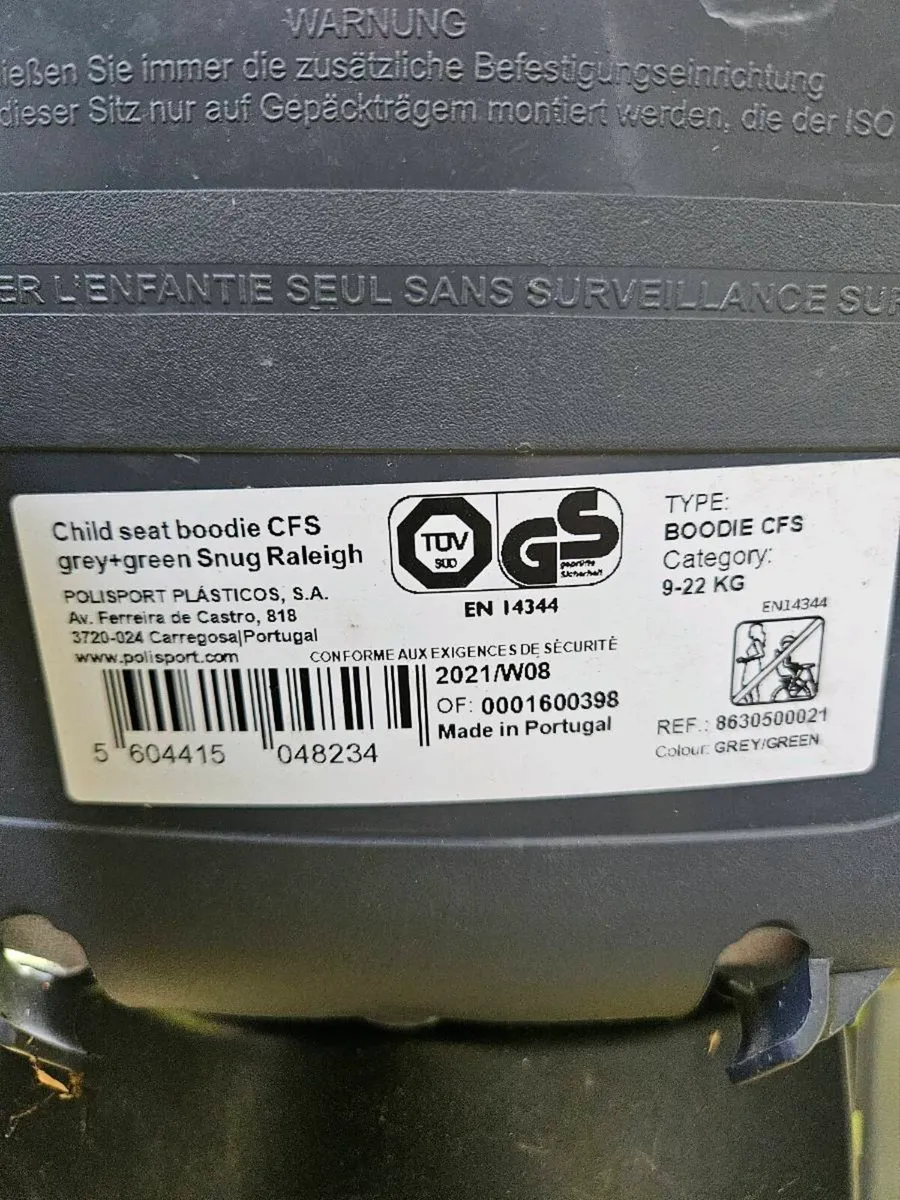 WARNUNG
ießen Sie immer die zusätzliche Befestigungseinrichtung
dieser Sitz nur auf Gepäckträgern montiert werden, die der ISO
ER L'ENFANTIE SEUL SANS SURVEILLANCE SUR
Child seat boodie CFS
grey+green Snug Raleigh
POLISPORT PLÁSTICOS, S.A.
Av. Ferreira de Castro, 818
3720-024 Carregosa|Portugal
www.polisport.com
CONFORME AUX EXIGENCES DE SÉCURITÉ
5 604415 048234
TÜV
SÜD
GS
geprüfte
Sicherheit
EN 14344
2021/W08
OF: 0001600398
Made in Portugal
TYPE:
BOODIE CFS
Category:
9-22 KG
EN14344
REF.: 8630500021
Colour: GREY/GREEN